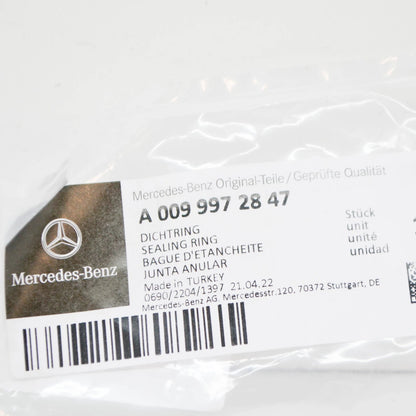 Mercedes-Benz Original-Teile / Geprüfte Qualität
A 009 997 28 47
DICHTRING
SEALING RING
BAGUE D'ETANCHEITE
JUNTA ANULAR
Stück
unit
unité
unidad
Made in TURKEY
0690/2204/1397 21.04.22
Mercedes-Benz AG, Mercedesstr.120, 70372 Stuttgart, DE
Mercedes-Benz